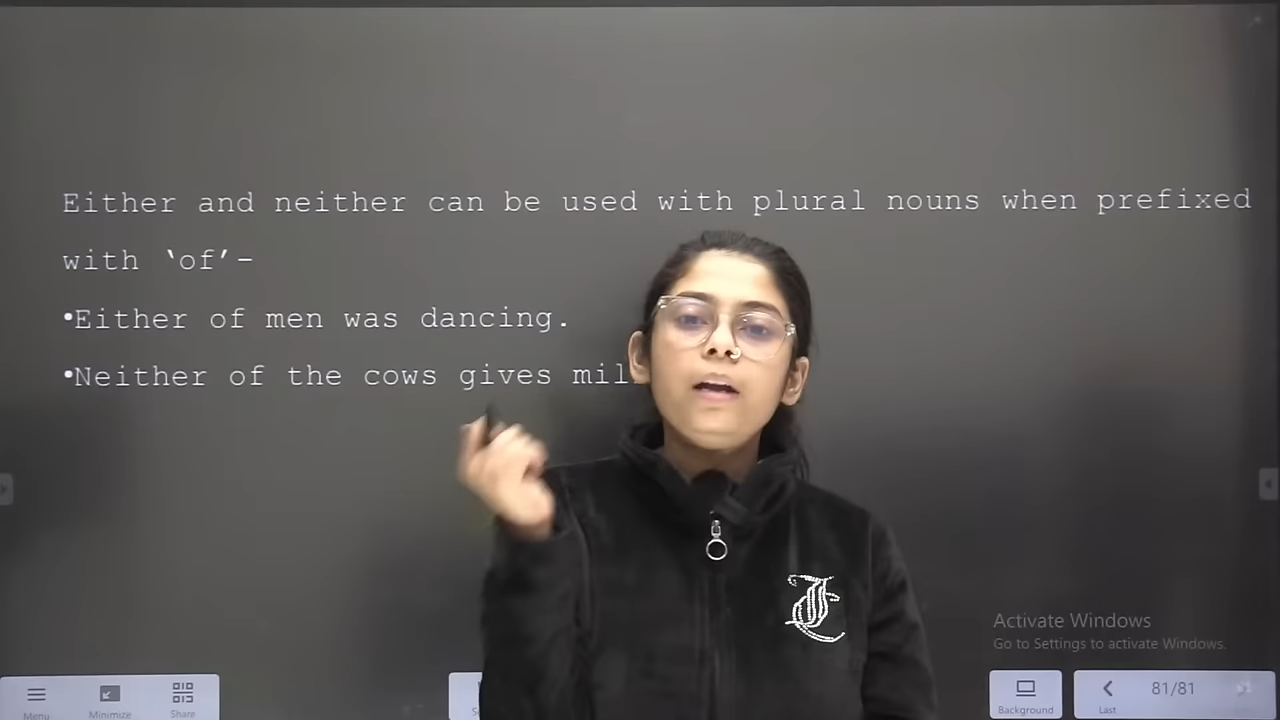 Either and neither can be used with plural nouns when prefixed
with ‘of’-
•Either of men was dancing.
•Neither of the cows gives
Activate Windows
Go to Settings to activate Windows.
Menu
Minimize
Share
Background
Last
81/81